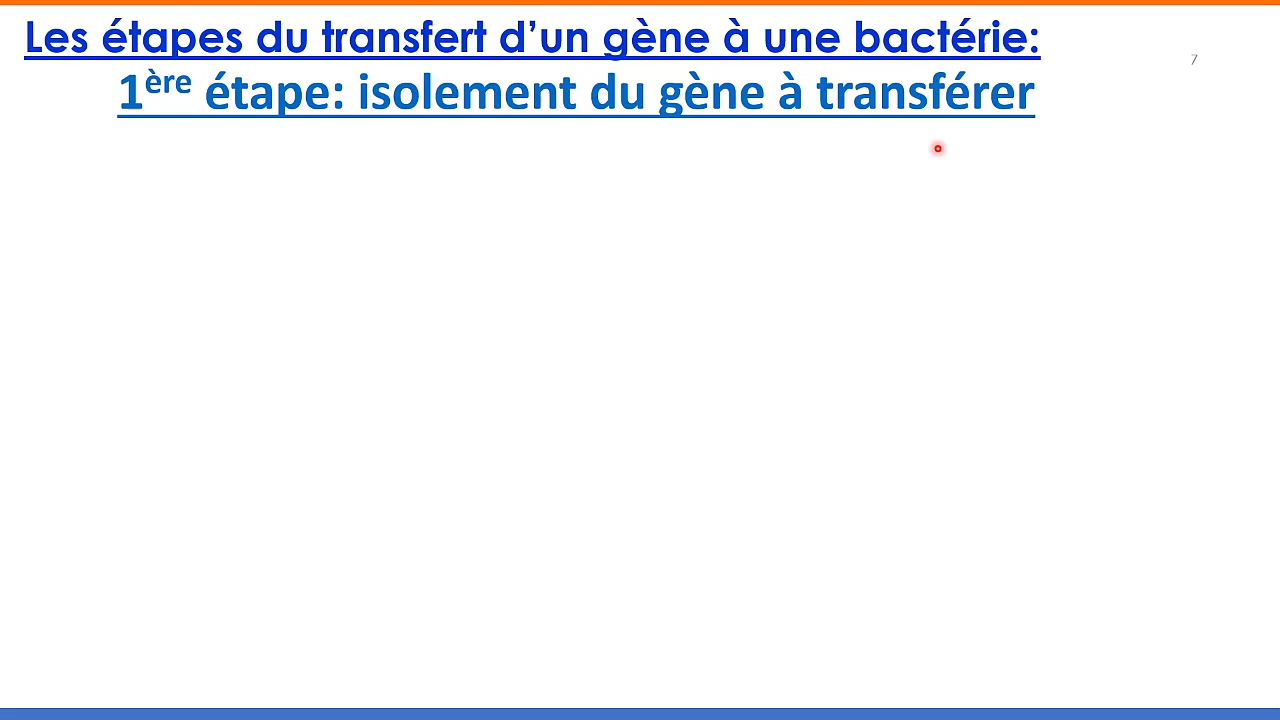 Les étapes du transfert d’un gène à une bactérie:
7
1ère étape: isolement du gène à transférer